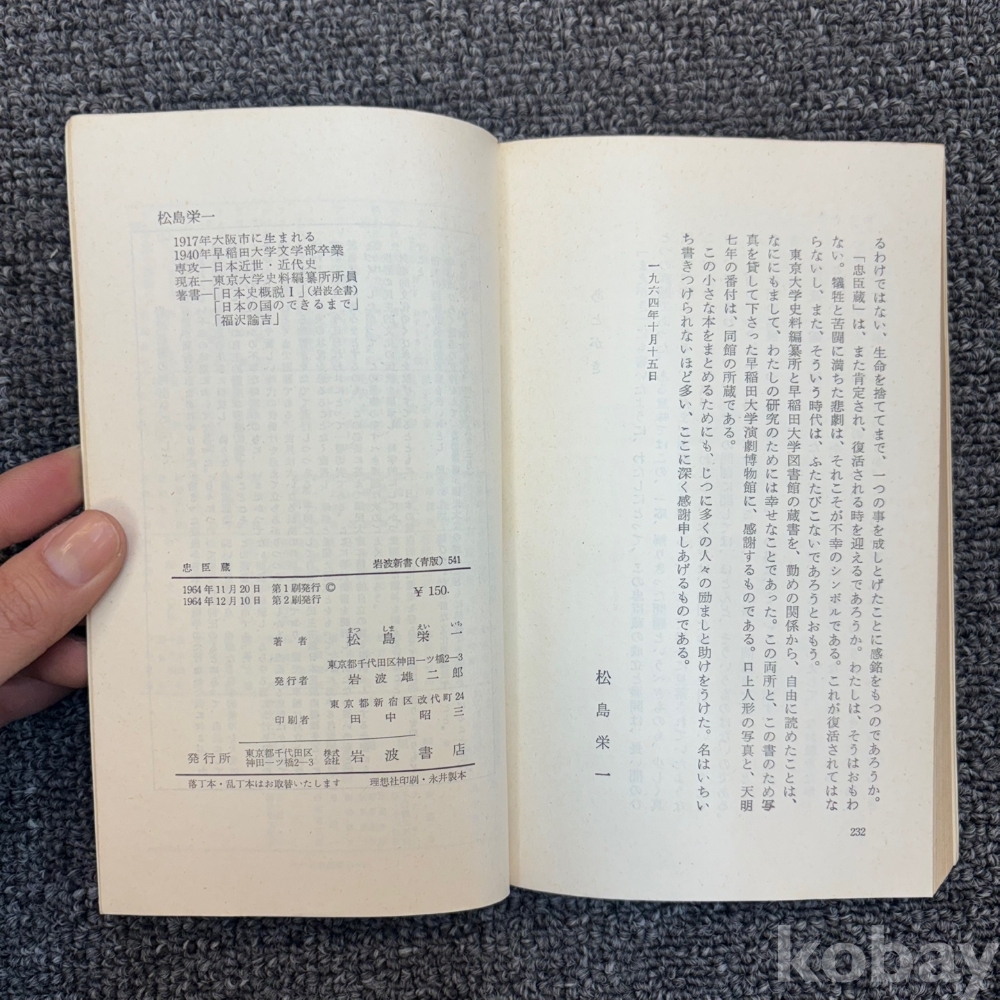 るわけではない、生命を捨ててまで、一つの事を成しとげたことに感銘をもつのであろうか。
「忠臣蔵」は、また肯定され、復活される時を迎えるであろうか。わたしは、そうはおもわ
ない。犠牲と苦闘に満ちた悲劇は、それこそが不幸のシンボルである。これが復活されてはな
らないし、また、そういう時代は、ふたたびこないであろうとおもう。
東京大学史料編纂所と早稲田大学図書館の蔵書を、勤めの関係から、自由に読めたことは、
なににもまして、わたしの研究のためには幸せなことであった。この両所と、この書のため写
真を貸して下さった早稲田大学演劇博物館に、感謝するものである。口上人形の写真と、天明
七年の番付は、同館の所蔵である。
この小さな本をまとめるためにも、じつに多くの人々の励ましと助けをうけた。名はいちい
ち書きつけられないほど多い、ここに深く感謝申しあげるものである。
一九六四年十月十五日
松島栄一
232
松島栄一
1917年大阪市に生まれる
1940年早稲田大学文学部卒業
専攻―日本近世・近代史
現在―東京大学史料編纂所所員
著書―「日本史概説Ⅰ」(岩波全書)
「日本の国のできるまで」
「福沢諭吉」
忠臣蔵 岩波新書(青版)541
1964年11月20日 第1刷発行 ©
1964年12月10日 第2刷発行
¥150.
まつ しま えい いち
著者 松島栄一
東京都千代田区神田一ツ橋2-3
発行者 岩波雄二郎
東京都新宿区改代町24
印刷者 田中昭三
発行所 東京都千代田区神田一ツ橋2-3 株式会社 岩波書店
落丁本・乱丁本はお取替いたします 理想社印刷・永井製本
kobay